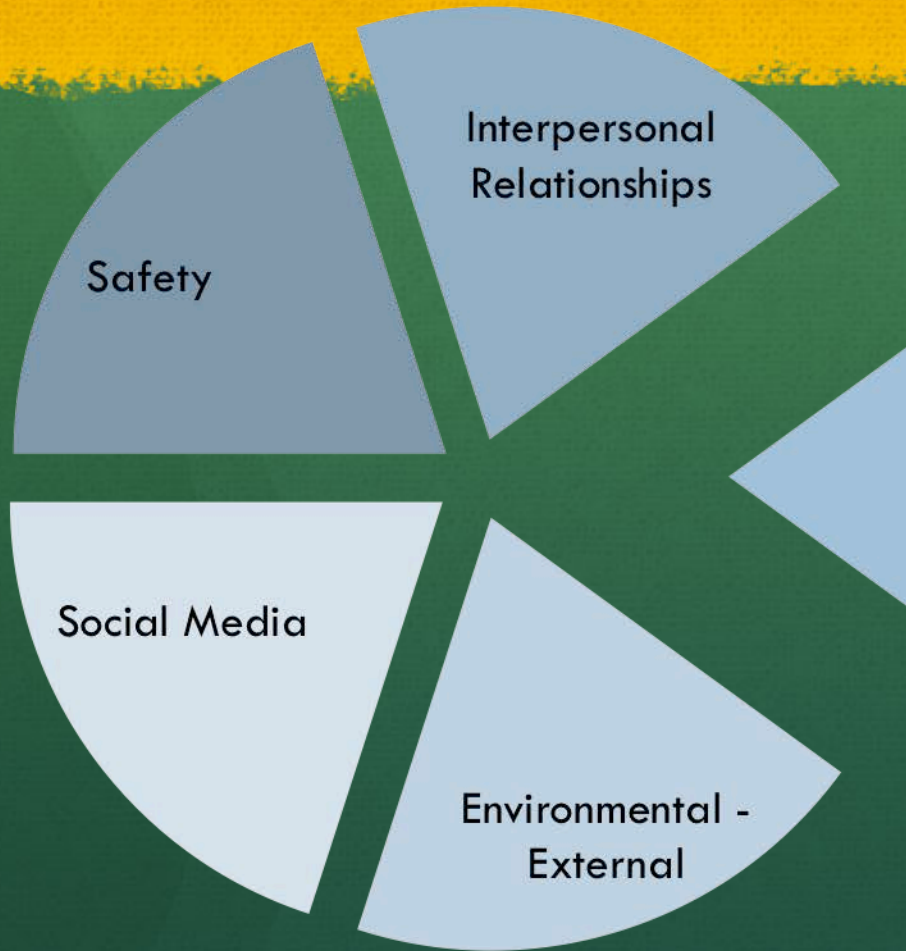 Interpersonal
Relationships
Safety
Social Media
Environmental -
External